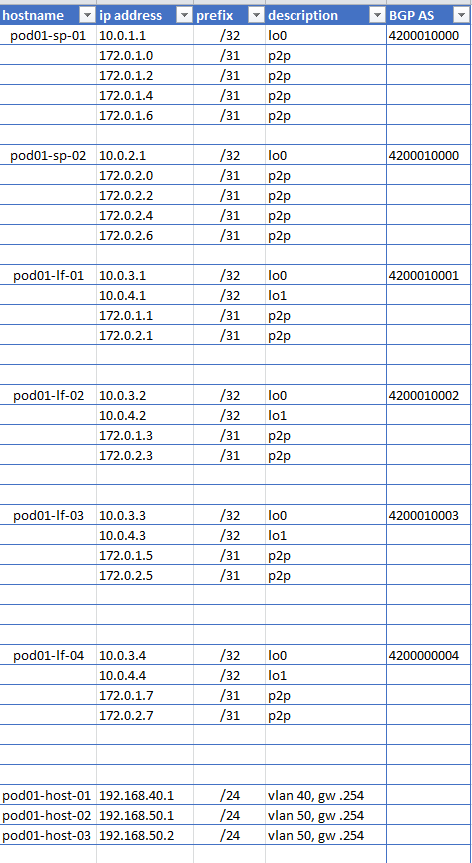 hostname ip address prefix description BGP AS
pod01-sp-01 10.0.1.1 /32 lo0 4200010000
172.0.1.0 /31 p2p
172.0.1.2 /31 p2p
172.0.1.4 /31 p2p
172.0.1.6 /31 p2p
pod01-sp-02 10.0.2.1 /32 lo0 4200010000
172.0.2.0 /31 p2p
172.0.2.2 /31 p2p
172.0.2.4 /31 p2p
172.0.2.6 /31 p2p
pod01-lf-01 10.0.3.1 /32 lo0 4200010001
10.0.4.1 /32 lo1
172.0.1.1 /31 p2p
172.0.2.1 /31 p2p
pod01-lf-02 10.0.3.2 /32 lo0 4200010002
10.0.4.2 /32 lo1
172.0.1.3 /31 p2p
172.0.2.3 /31 p2p
pod01-lf-03 10.0.3.3 /32 lo0 4200010003
10.0.4.3 /32 lo1
172.0.1.5 /31 p2p
172.0.2.5 /31 p2p
pod01-lf-04 10.0.3.4 /32 lo0 4200000004
10.0.4.4 /32 lo1
172.0.1.7 /31 p2p
172.0.2.7 /31 p2p
pod01-host-01 192.168.40.1 /24 vlan 40, gw .254
pod01-host-02 192.168.50.1 /24 vlan 50, gw .254
pod01-host-03 192.168.50.2 /24 vlan 50, gw .254